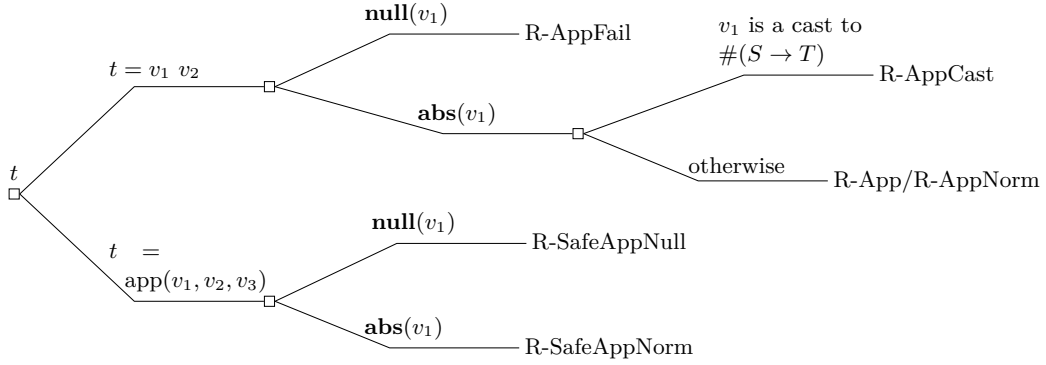 null(v₁)
R-AppFail
v₁ is a cast to
#(S → T)
R-AppCast
t = v₁ v₂
abs(v₁)
otherwise
R-App/R-AppNorm
t
null(v₁)
R-SafeAppNull
t =
app(v₁, v₂, v₃)
abs(v₁)
R-SafeAppNorm